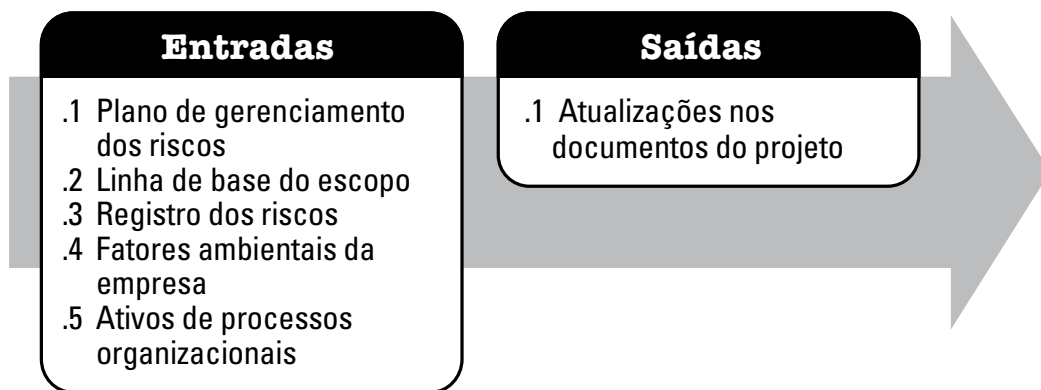 Entradas
.1 Plano de gerenciamento
dos riscos
.2 Linha de base do escopo
.3 Registro dos riscos
.4 Fatores ambientais da
empresa
.5 Ativos de processos
organizacionais
Saídas
.1 Atualizações nos
documentos do projeto